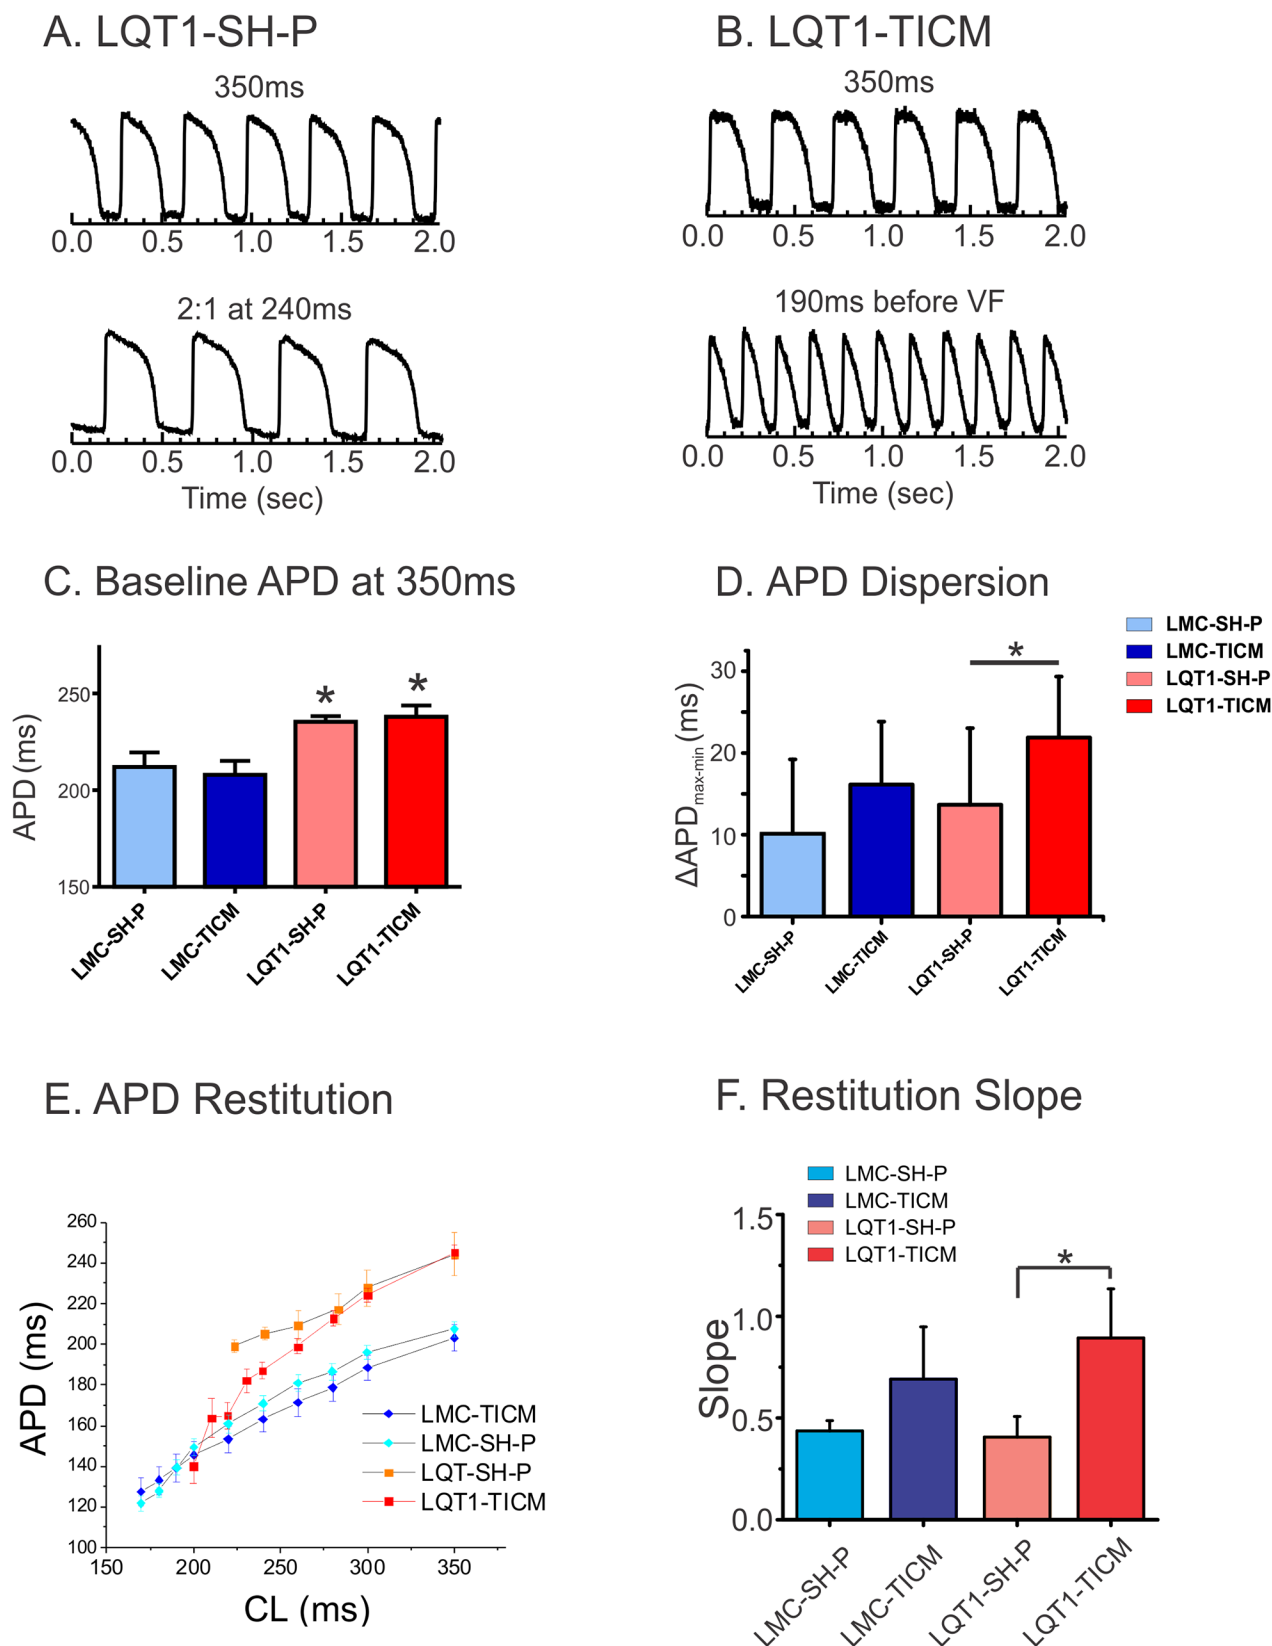 A. LQT1-SH-P
350ms
0.0 0.5 1.0 1.5 2.0
2:1 at 240ms
0.0 0.5 1.0 1.5 2.0
Time (sec)
B. LQT1-TICM
350ms
0.0 0.5 1.0 1.5 2.0
190ms before VF
0.0 0.5 1.0 1.5 2.0
Time (sec)
C. Baseline APD at 350ms
APD (ms)
250
200
150
*
*
LMC-SH-P
LMC-TICM
LQT1-SH-P
LQT1-TICM
D. APD Dispersion
LMC-SH-P
LMC-TICM
LQT1-SH-P
LQT1-TICM
ΔAPDmax-min (ms)
30
20
10
0
*
LMC-SH-P
LMC-TICM
LQT1-SH-P
LQT1-TICM
E. APD Restitution
APD (ms)
260
240
220
200
180
160
140
120
100
LMC-TICM
LMC-SH-P
LQT-SH-P
LQT1-TICM
150 200 250 300 350
CL (ms)
F. Restitution Slope
LMC-SH-P
LMC-TICM
LQT1-SH-P
LQT1-TICM
Slope
1.5
1.0
0.5
0.0
*
LMC-SH-P
LMC-TICM
LQT1-SH-P
LQT1-TICM